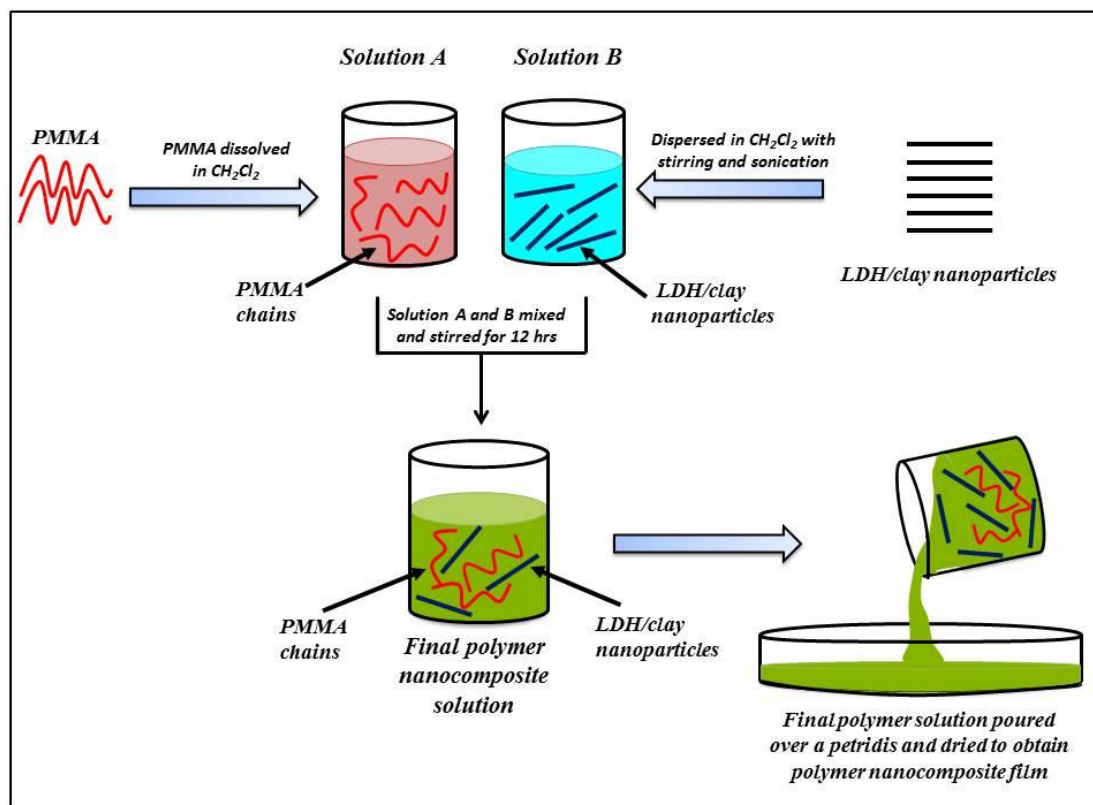 Solution A
Solution B
PMMA
PMMA dissolved
in CH₂Cl₂
Dispersed in CH₂Cl₂ with
stirring and sonication
LDH/clay nanoparticles
PMMA
chains
LDH/clay
nanoparticles
Solution A and B mixed
and stirred for 12 hrs
PMMA
chains
LDH/clay
nanoparticles
Final polymer
nanocomposite
solution
Final polymer solution poured
over a petridis and dried to obtain
polymer nanocomposite film